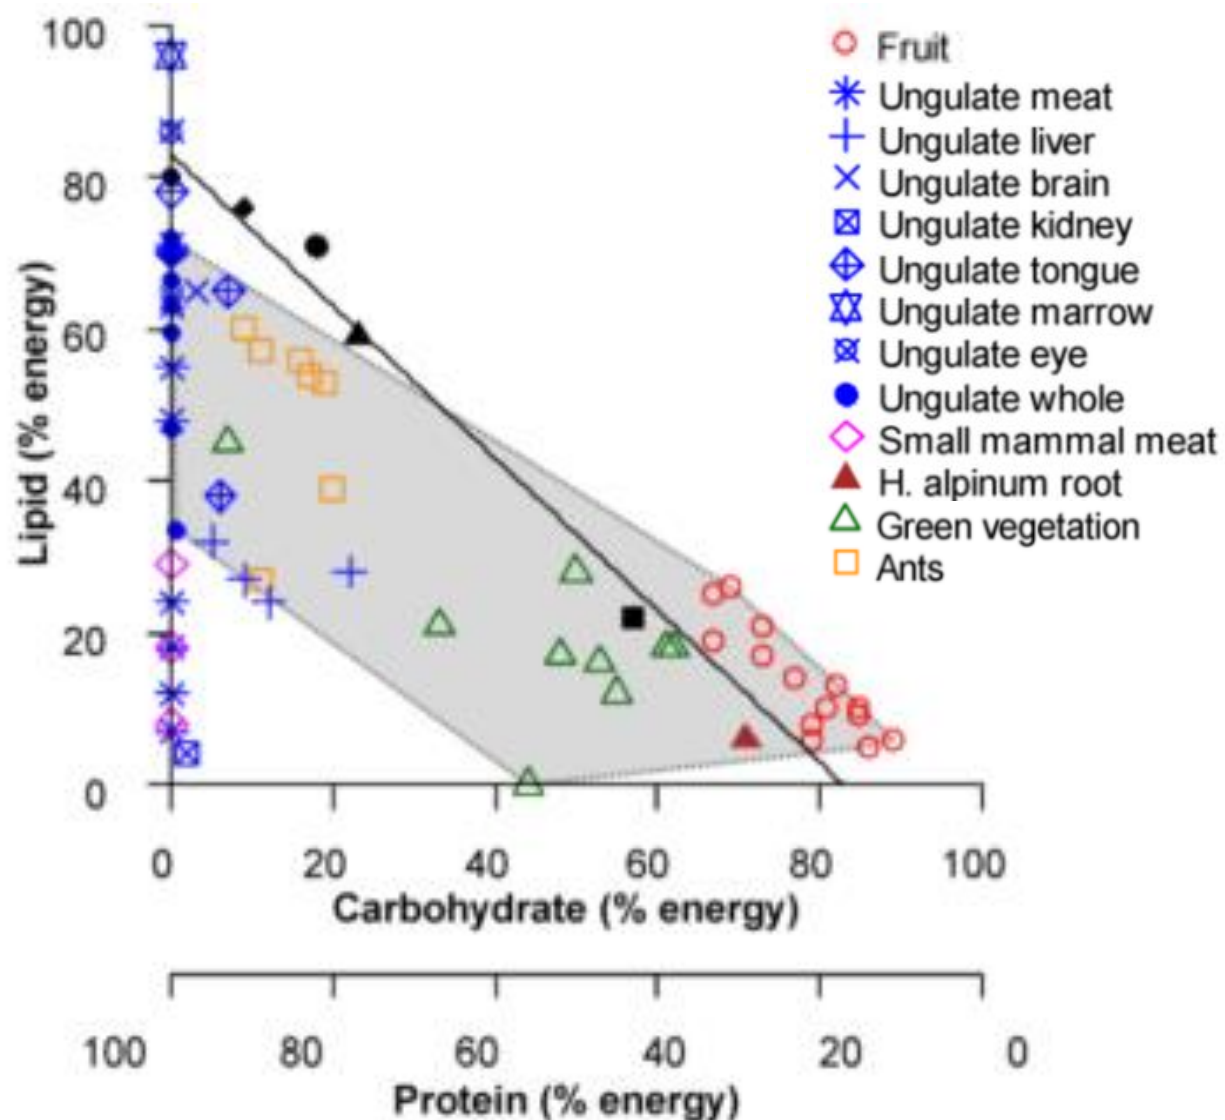 100
80
60
40
20
0
Lipid (% energy)
0 20 40 60 80 100
Carbohydrate (% energy)
100 80 60 40 20 0
Protein (% energy)
Fruit
Ungulate meat
Ungulate liver
Ungulate brain
Ungulate kidney
Ungulate tongue
Ungulate marrow
Ungulate eye
Ungulate whole
Small mammal meat
H. alpinum root
Green vegetation
Ants